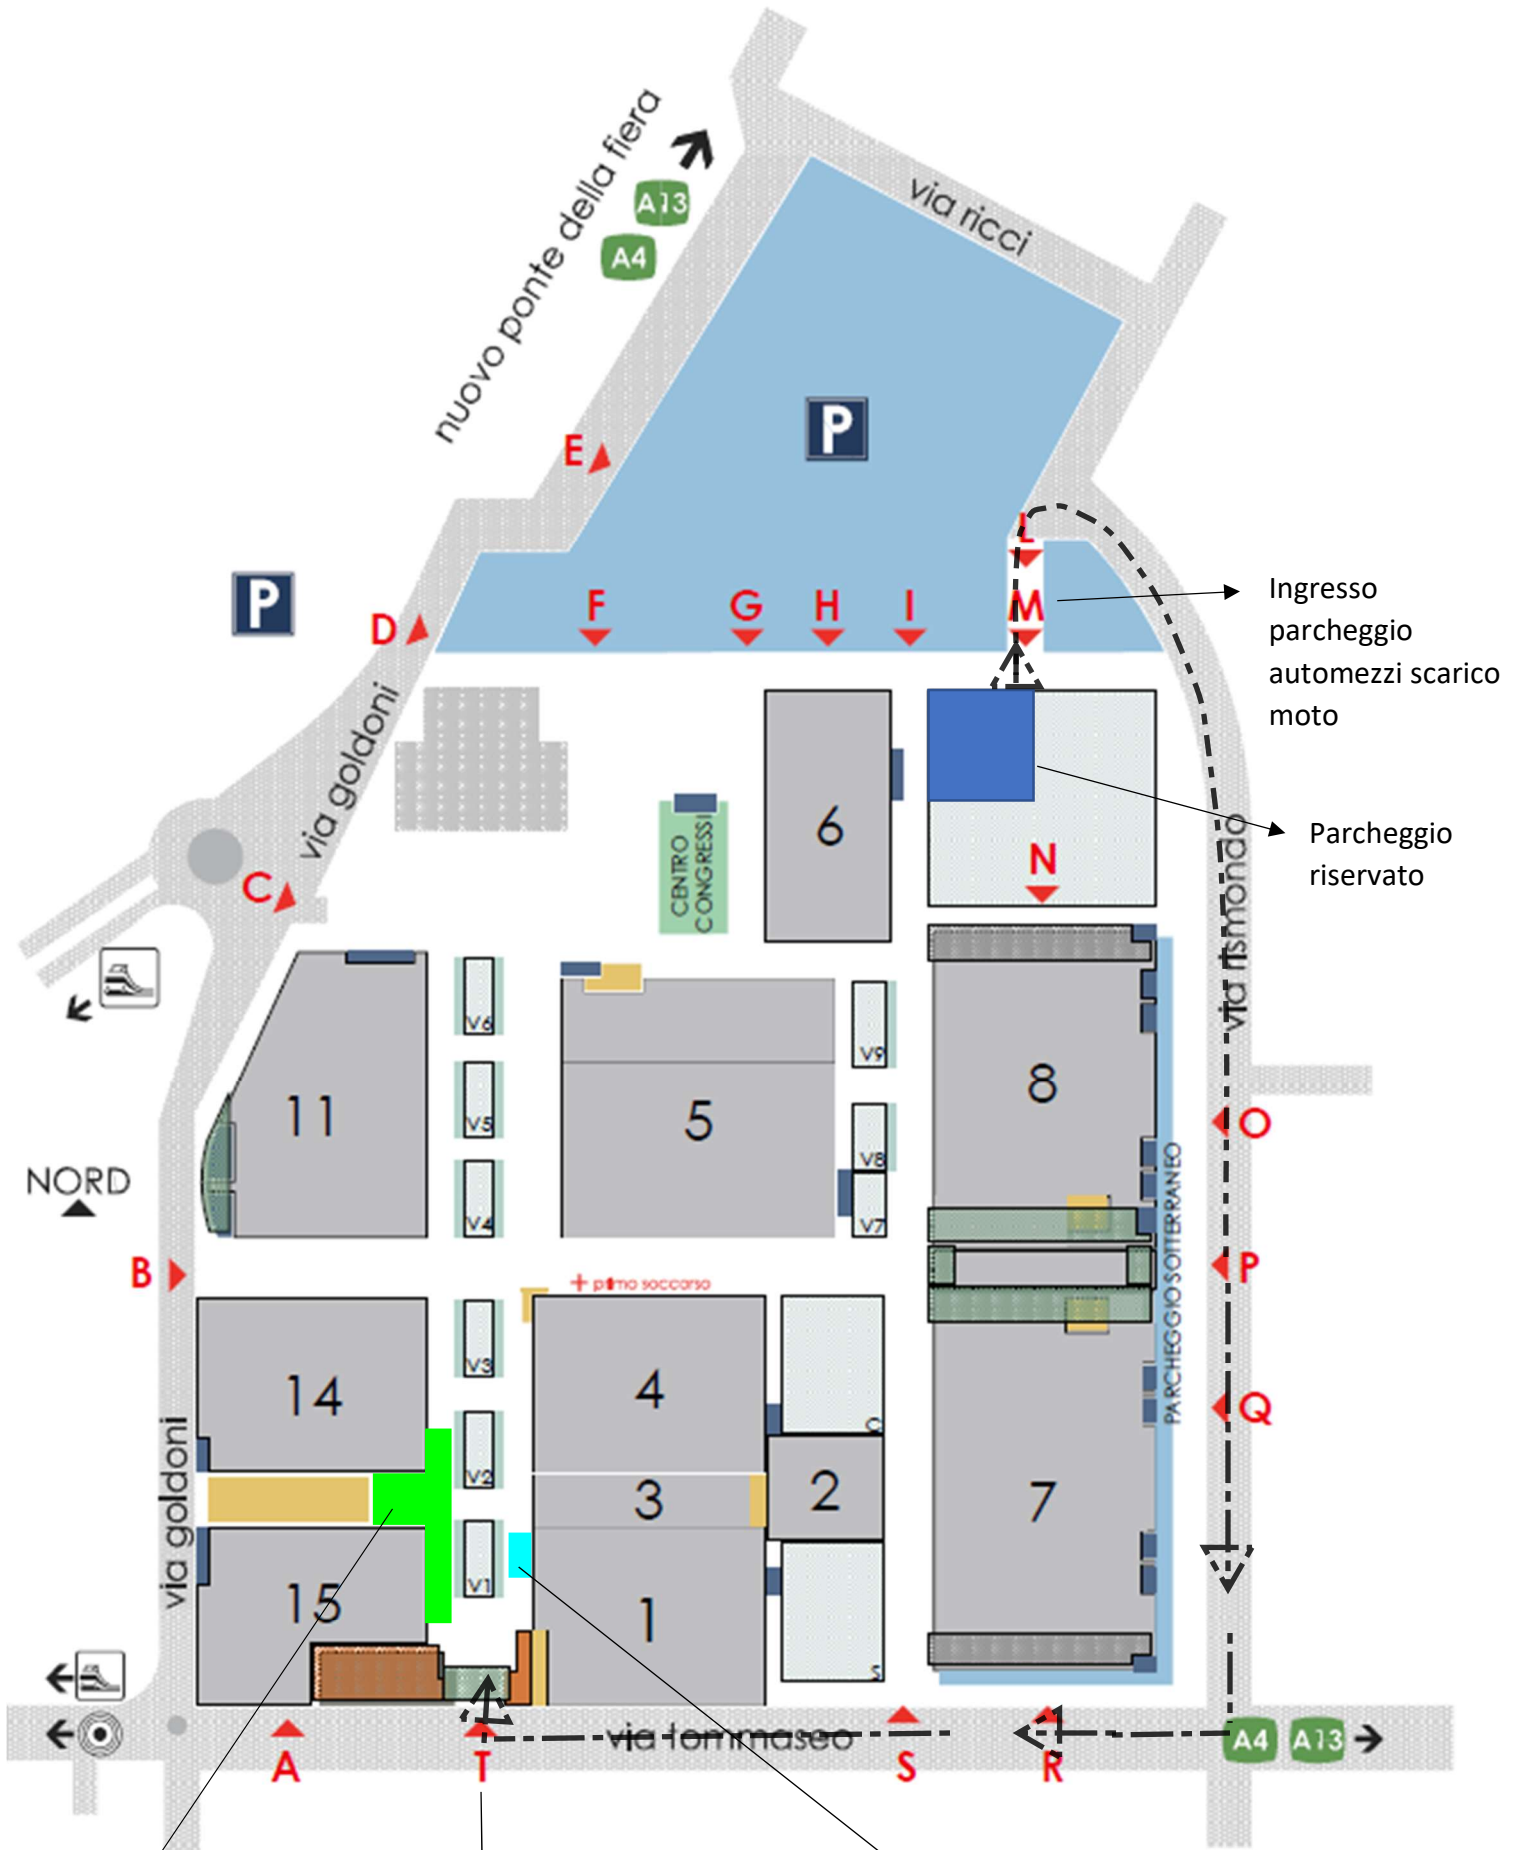 nuovo ponte della fiera
A13
A4
via ricci
P
E
L
P
D
F
G
H
I
M
Ingresso
parcheggio
automezzi scarico
moto
via goldoni
6
CENTRO
CONGRESSI
N
Parcheggio
riservato
via rismondo
C
V6
V9
11
V5
5
V8
8
O
NORD
V4
V7
PARCHEGGIO SOTTERRANEO
B
P
+ primo soccorso
14
V3
4
Q
Q
via goldoni
V2
3
2
7
15
V1
1
S
via tommaseo
A4
A13
A
T
S
R